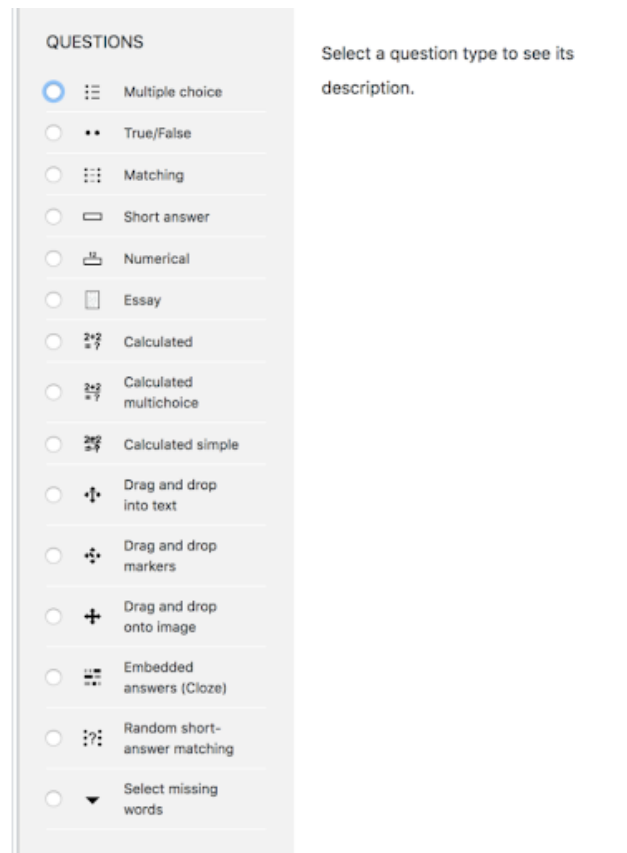 QUESTIONS
Multiple choice
True/False
Matching
Short answer
12
Numerical
Essay
2+2
= ?
Calculated
2+2
= ?
Calculated
multichoice
Calculated simple
Drag and drop
into text
Drag and drop
markers
Drag and drop
onto image
Embedded
answers (Cloze)
?
Random short-
answer matching
Select missing
words
Select a question type to see its
description.